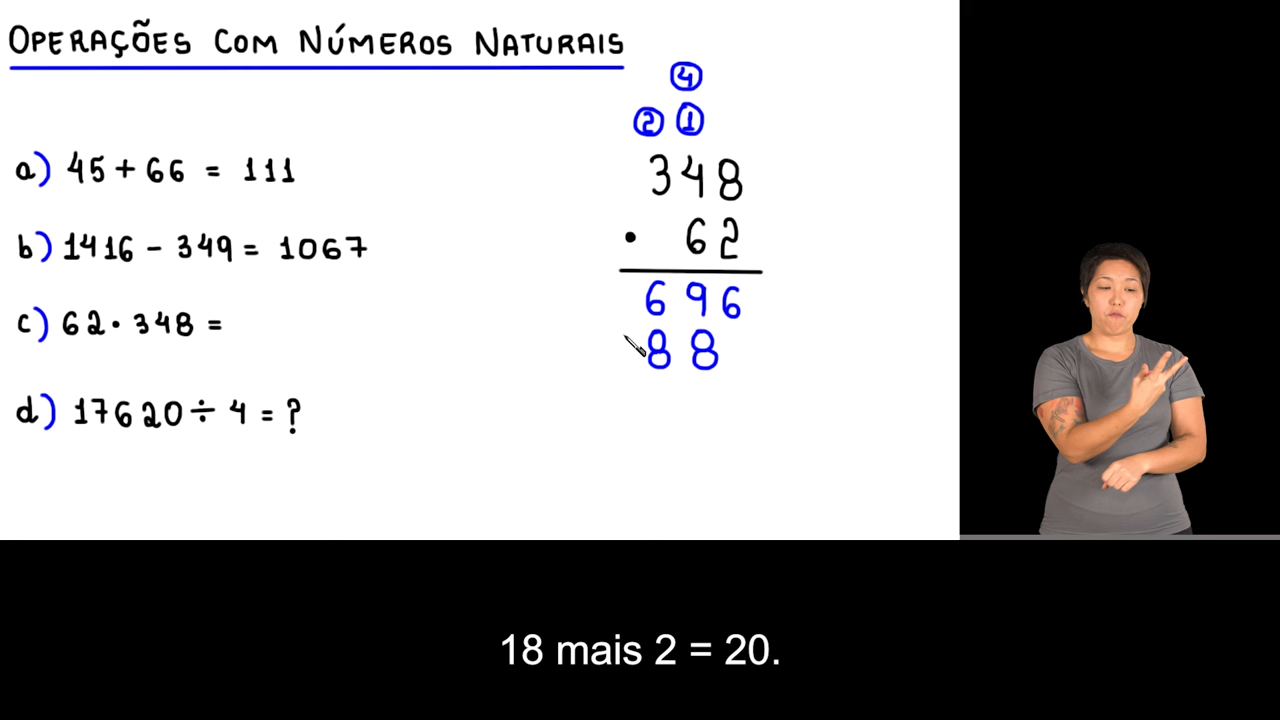 OPERAÇÕES COM NÚMEROS NATURAIS
4
2 1
a) 45 + 66 = 111
348
b) 1416 - 349 = 1067
• 62
696
c) 62 • 348 =
88
d) 17620 ÷ 4 = ?
18 mais 2 = 20.